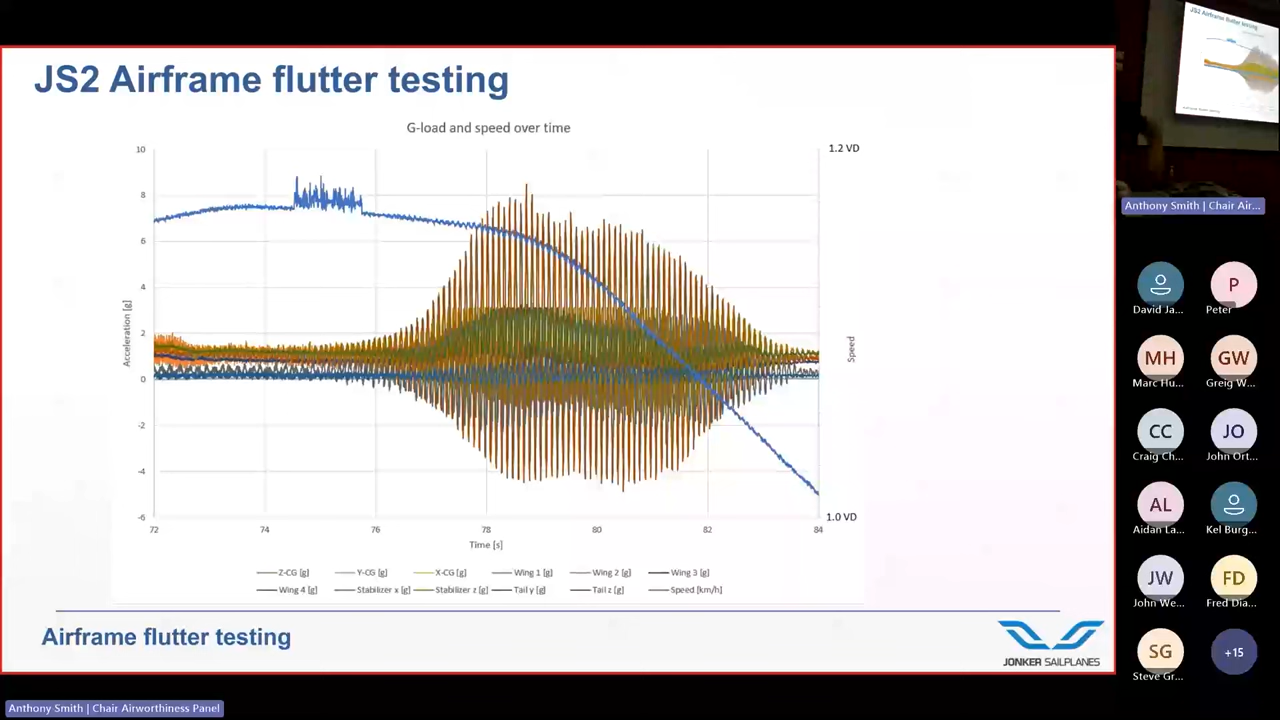 JS2 Airframe flutter testing
G-load and speed over time
10
8
6
4
2
0
-2
-4
-6
Acceleration [g]
72
74
76
78
80
82
84
Time [s]
1.2 VD
Speed
1.0 VD
Z-CG [g] Y-CG [g] X-CG [g] Wing 1 [g] Wing 2 [g] Wing 3 [g]
Wing 4 [g] Stabilizer x [g] Stabilizer z [g] Tail y [g] Tail z [g] Speed [km/h]
Airframe flutter testing
JONKER SAILPLANES
Anthony Smith | Chair Airworthiness Panel
JS2 Airframe flutter testing
Anthony Smith | Chair Air...
David Ja...
P
Peter
MH
Marc Hu...
GW
Greig W...
CC
Craig Ch...
JO
John Ort...
AL
Aidan La...
Kel Burg...
JW
John We...
FD
Fred Dia...
SG
Steve Gr...
+15